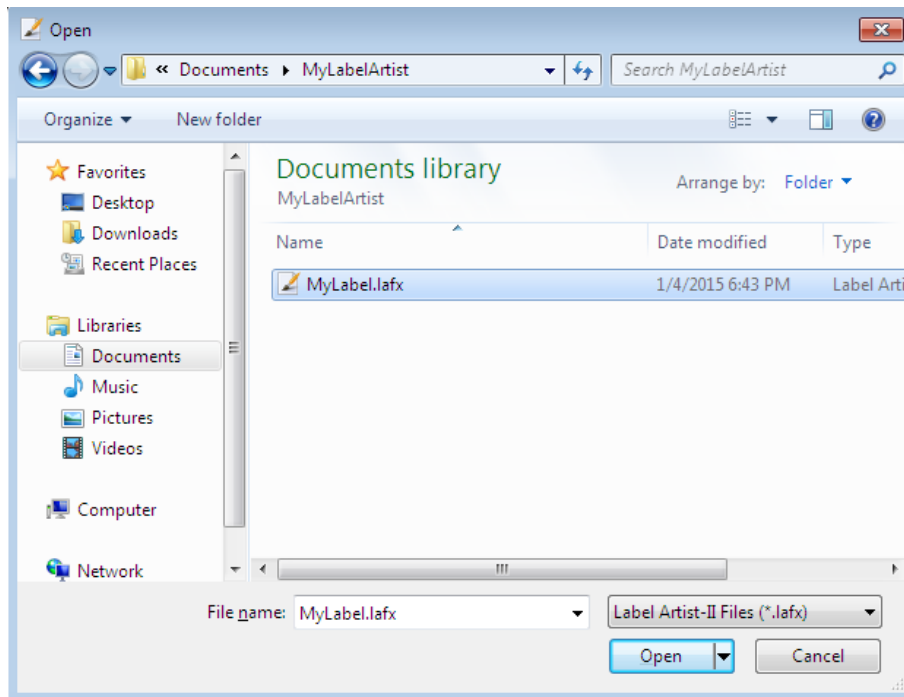 Open
« Documents ▸ MyLabelArtist
Search MyLabelArtist
Organize
New folder
Favorites
Desktop
Downloads
Recent Places
Libraries
Documents
Music
Pictures
Videos
Computer
Network
Documents library
MyLabelArtist
Arrange by: Folder
Name Date modified Type
MyLabel.lafx 1/4/2015 6:43 PM Label Arti
File name: MyLabel.lafx
Label Artist-II Files (*.lafx)
Open
Cancel